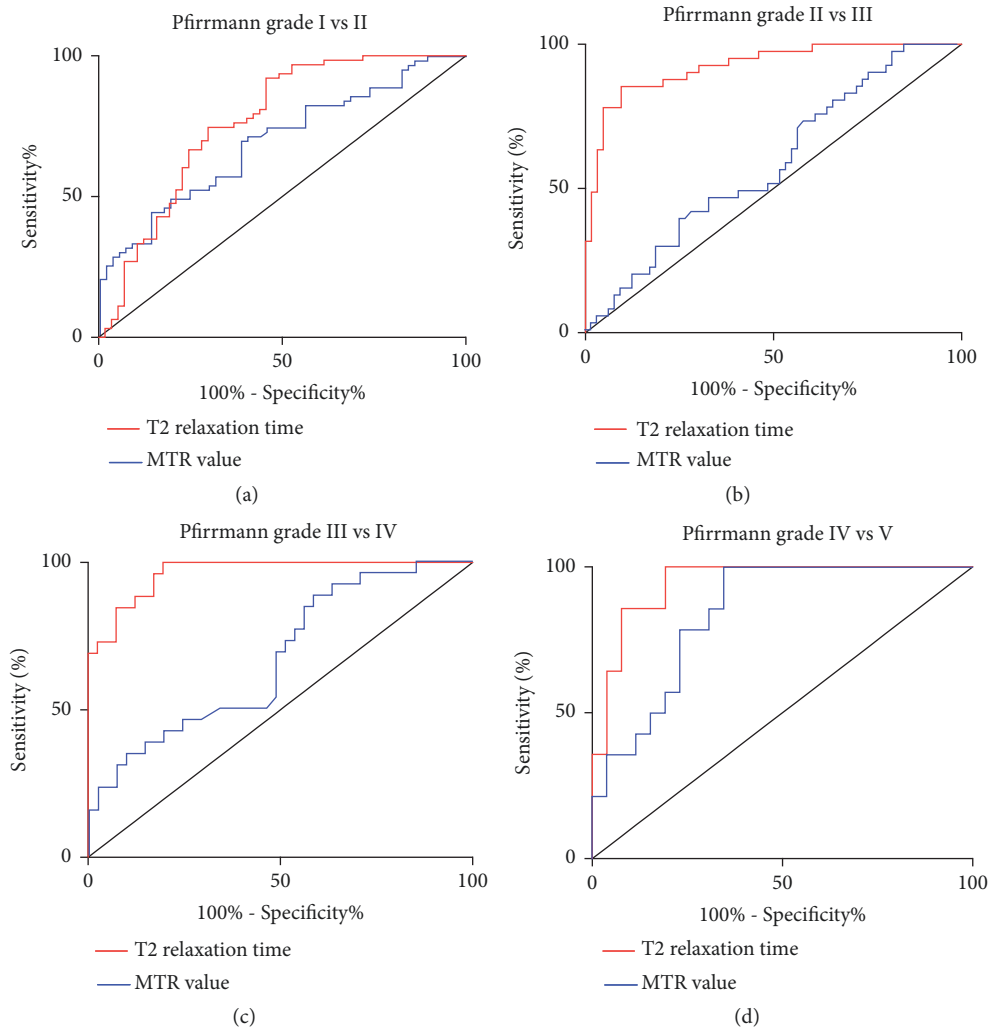 Pfirrmann grade I vs II
100
50
0
Sensitivity%
0
50
100
100% - Specificity%
T2 relaxation time
MTR value
(a)
Pfirrmann grade II vs III
100
50
0
Sensitivity (%)
0
50
100
100% - Specificity%
T2 relaxation time
MTR value
(b)
Pfirrmann grade III vs IV
100
50
0
Sensitivity (%)
0
50
100
100% - Specificity%
T2 relaxation time
MTR value
(c)
Pfirrmann grade IV vs V
100
50
0
Sensitivity (%)
0
50
100
100% - Specificity%
T2 relaxation time
MTR value
(d)